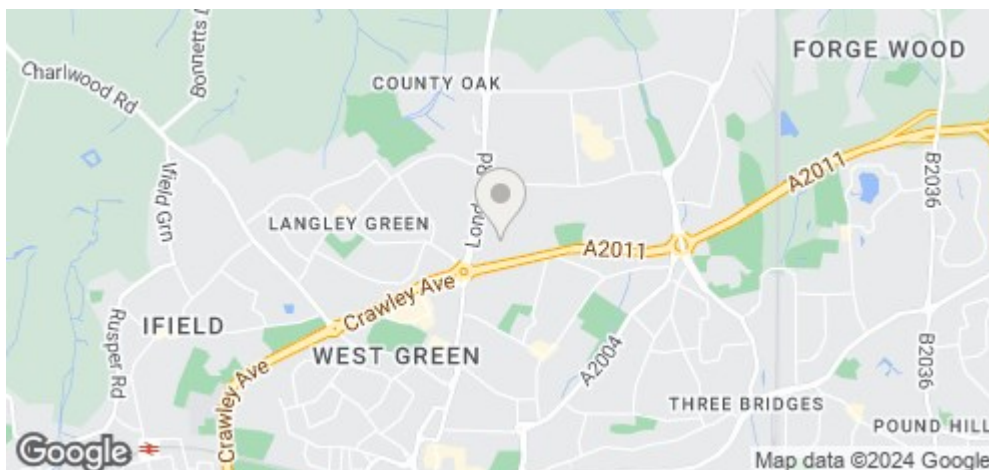 FORGE WOOD
Bonnetts L
Charlwood Rd
COUNTY OAK
A2011
B2036
London R
Ifield Grn
LANGLEY GREEN
A2011
Crawley Ave
Rusper Rd
IFIELD
WEST GREEN
A2004
B2036
Crawley Ave
THREE BRIDGES
POUND HILL
Google
Map data ©2024 Google